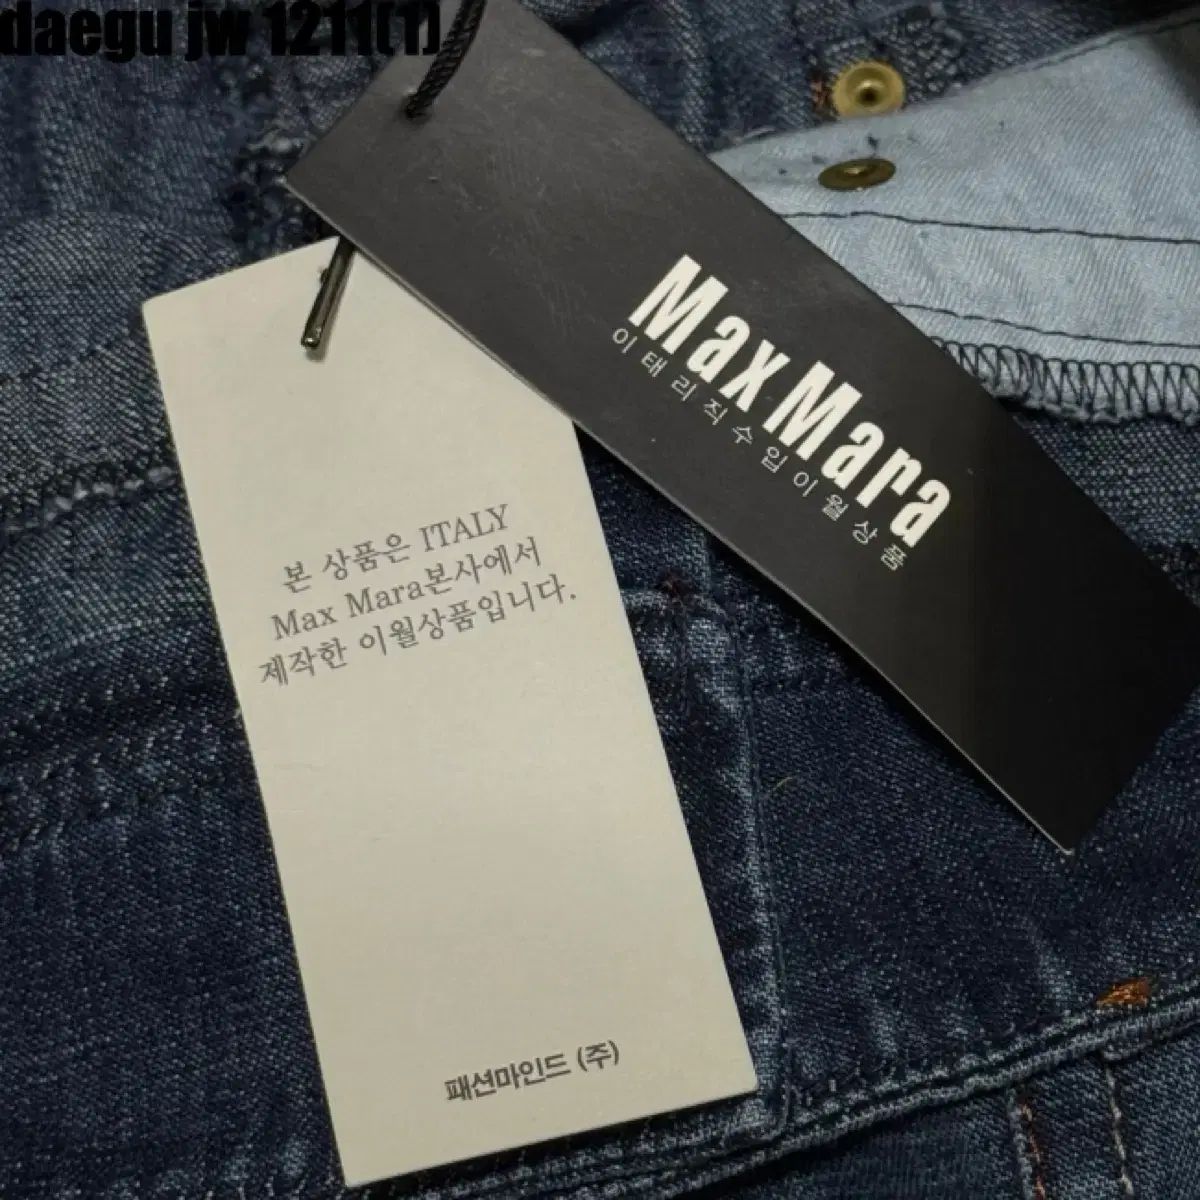 daegu jw 1211(1)
Max Mara
이태리직수입이월상품
본 상품은 ITALY
Max Mara본사에서
제작한 이월상품입니다.
패션마인드 (주)